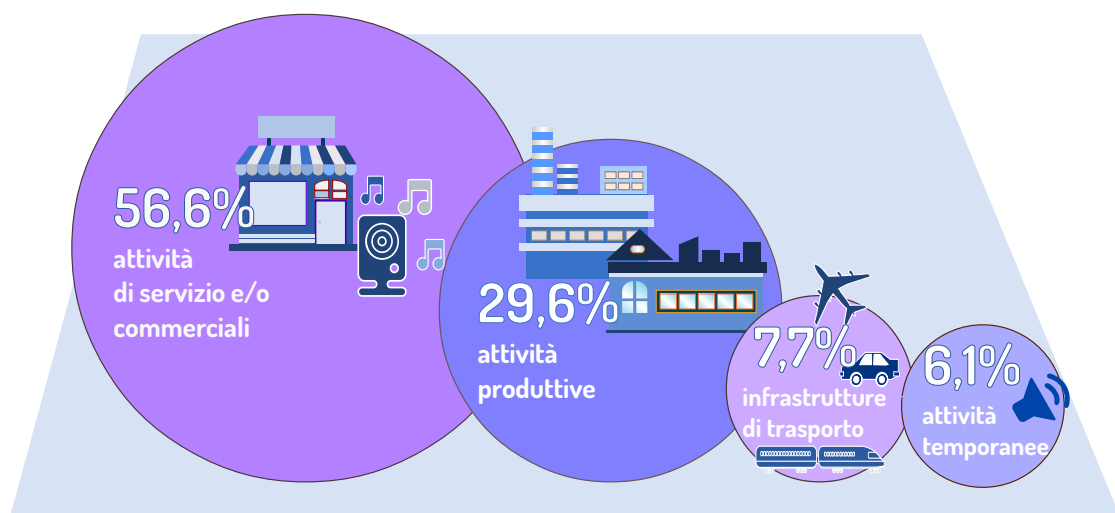 56,6%
attività
di servizio e/o
commerciali
29,6%
attività
produttive
7,7%
infrastrutture
di trasporto
6,1%
attività
temporanee